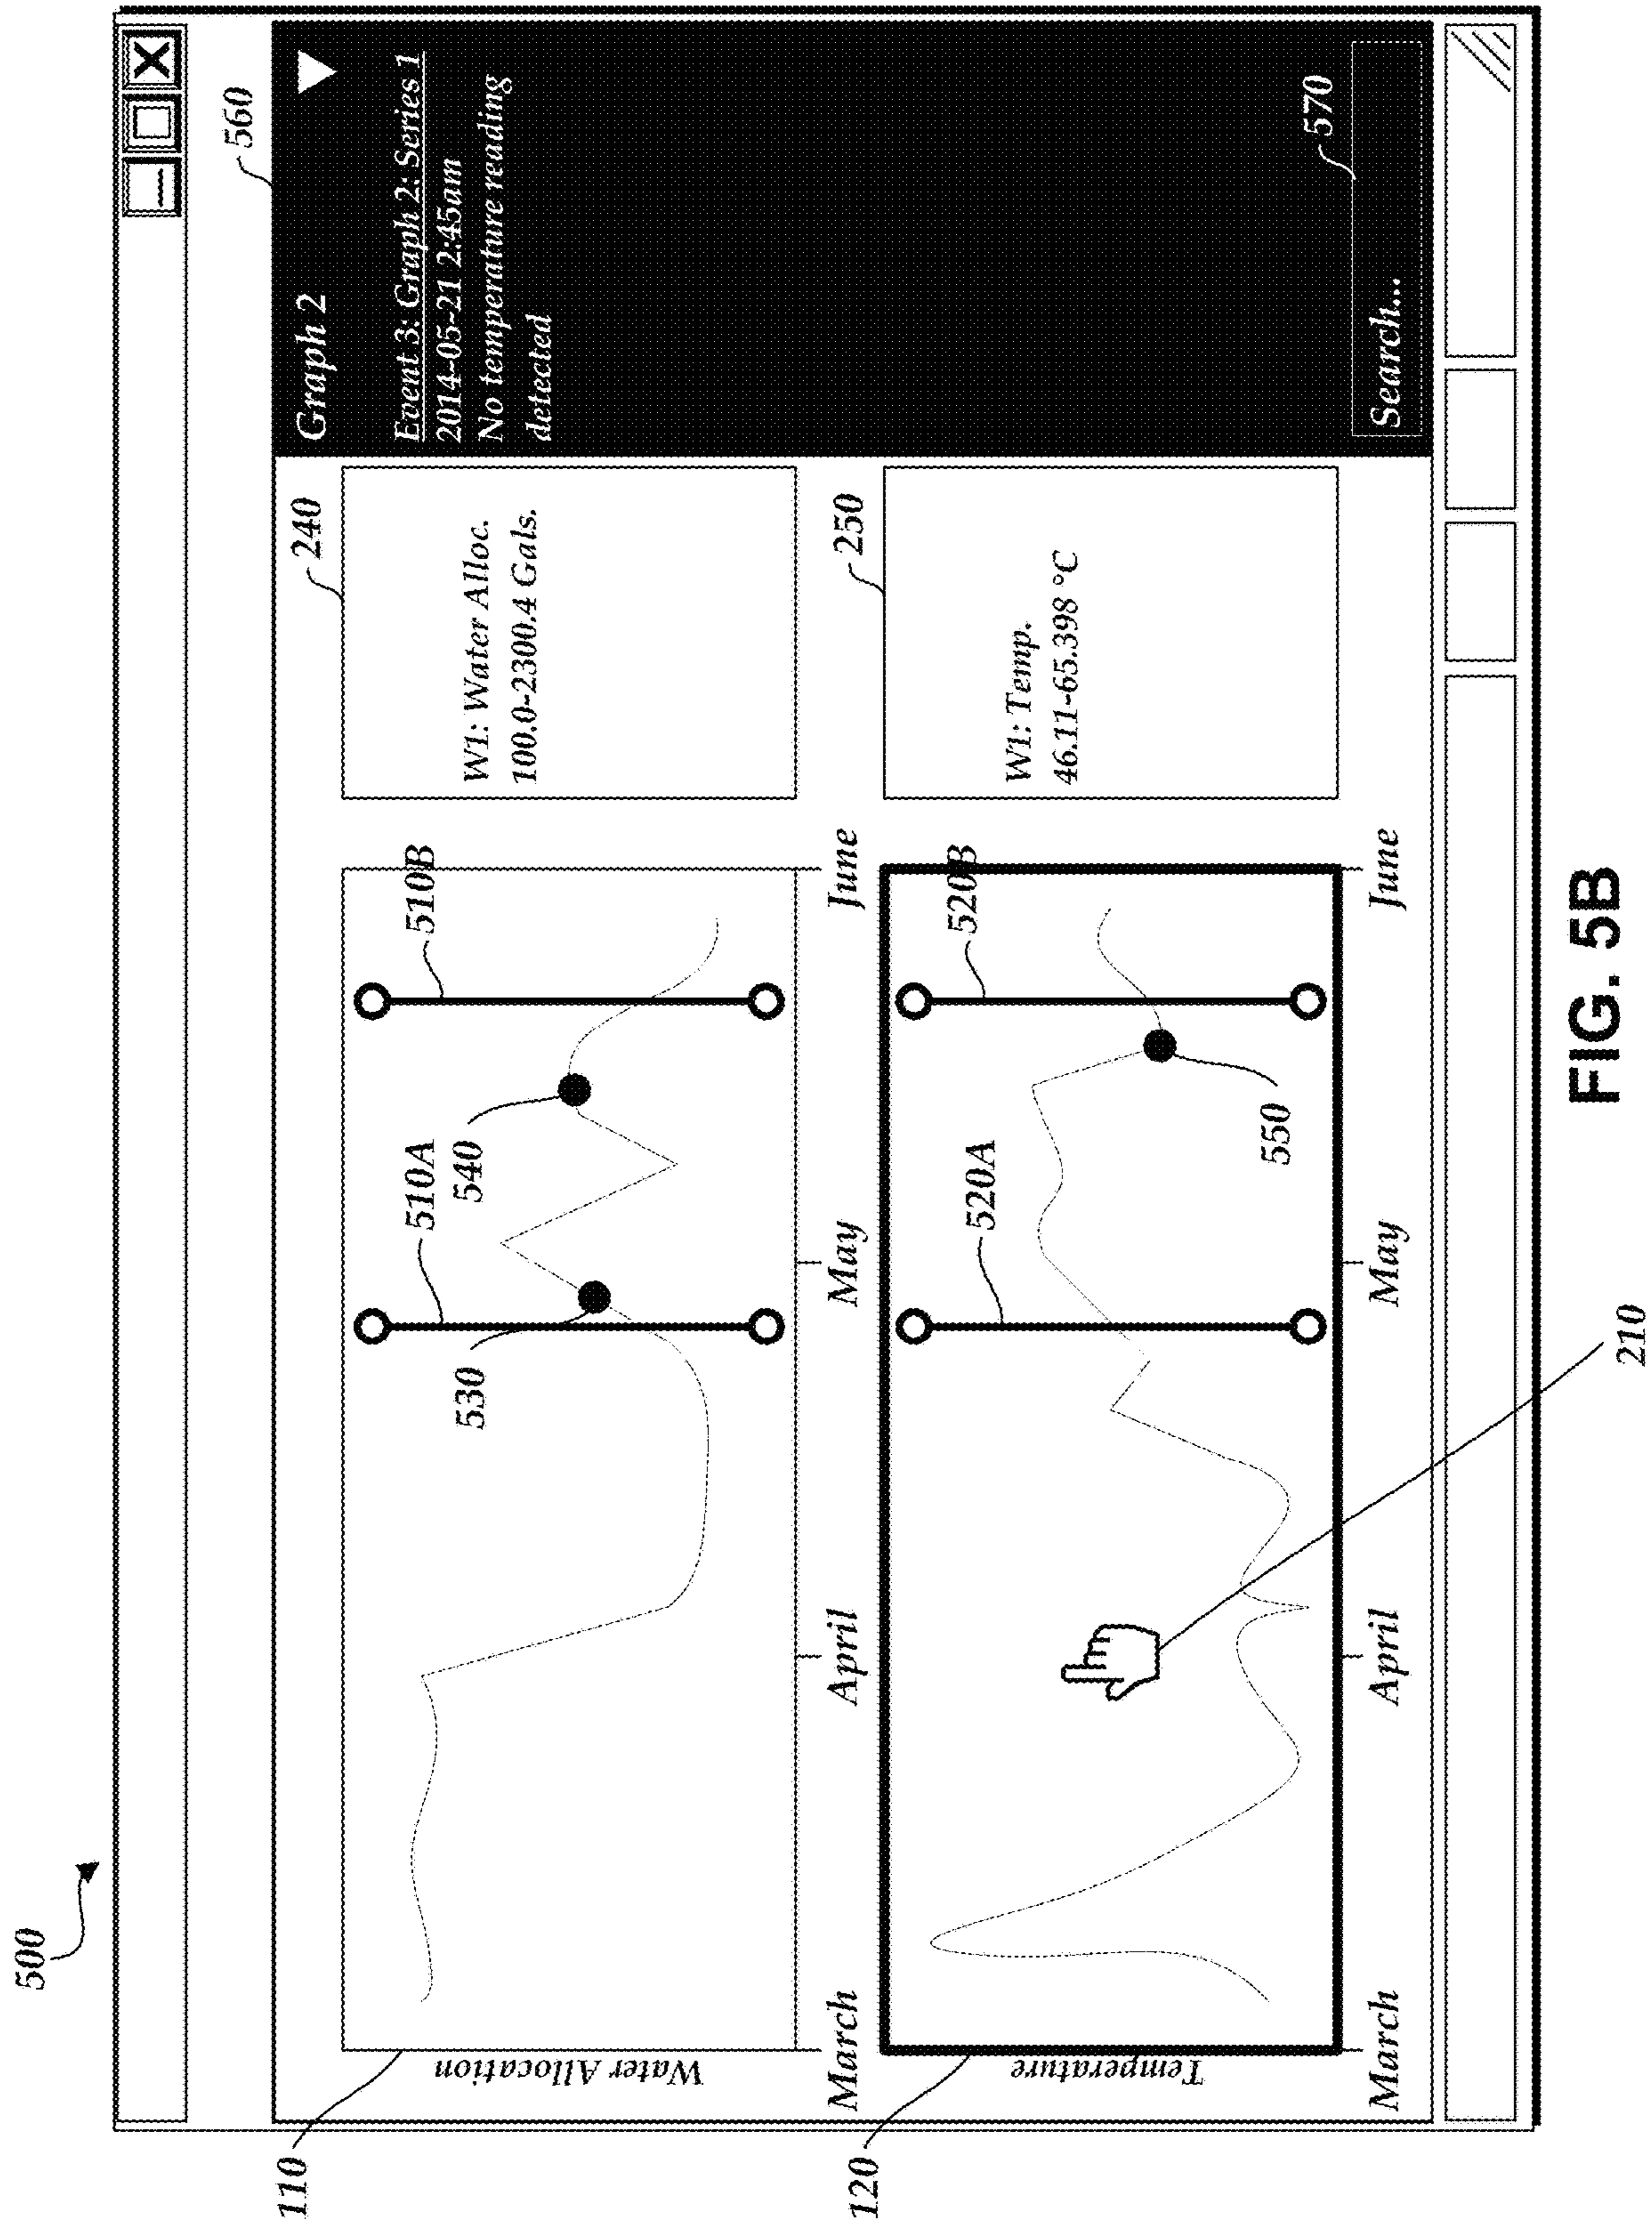 500
560
Graph 2
Event 3: Graph 2: Series 1
2014-05-21 2:45am
No temperature reading
detected
Search...
570
110
Water Allocation
530
510A
540
510B
240
W1: Water Alloc.
100.0-2300.4 Gals.
March
April
May
June
120
Temperature
520A
520B
550
250
W1: Temp.
46.11-65.398 °C
March
April
May
June
210
FIG. 5B